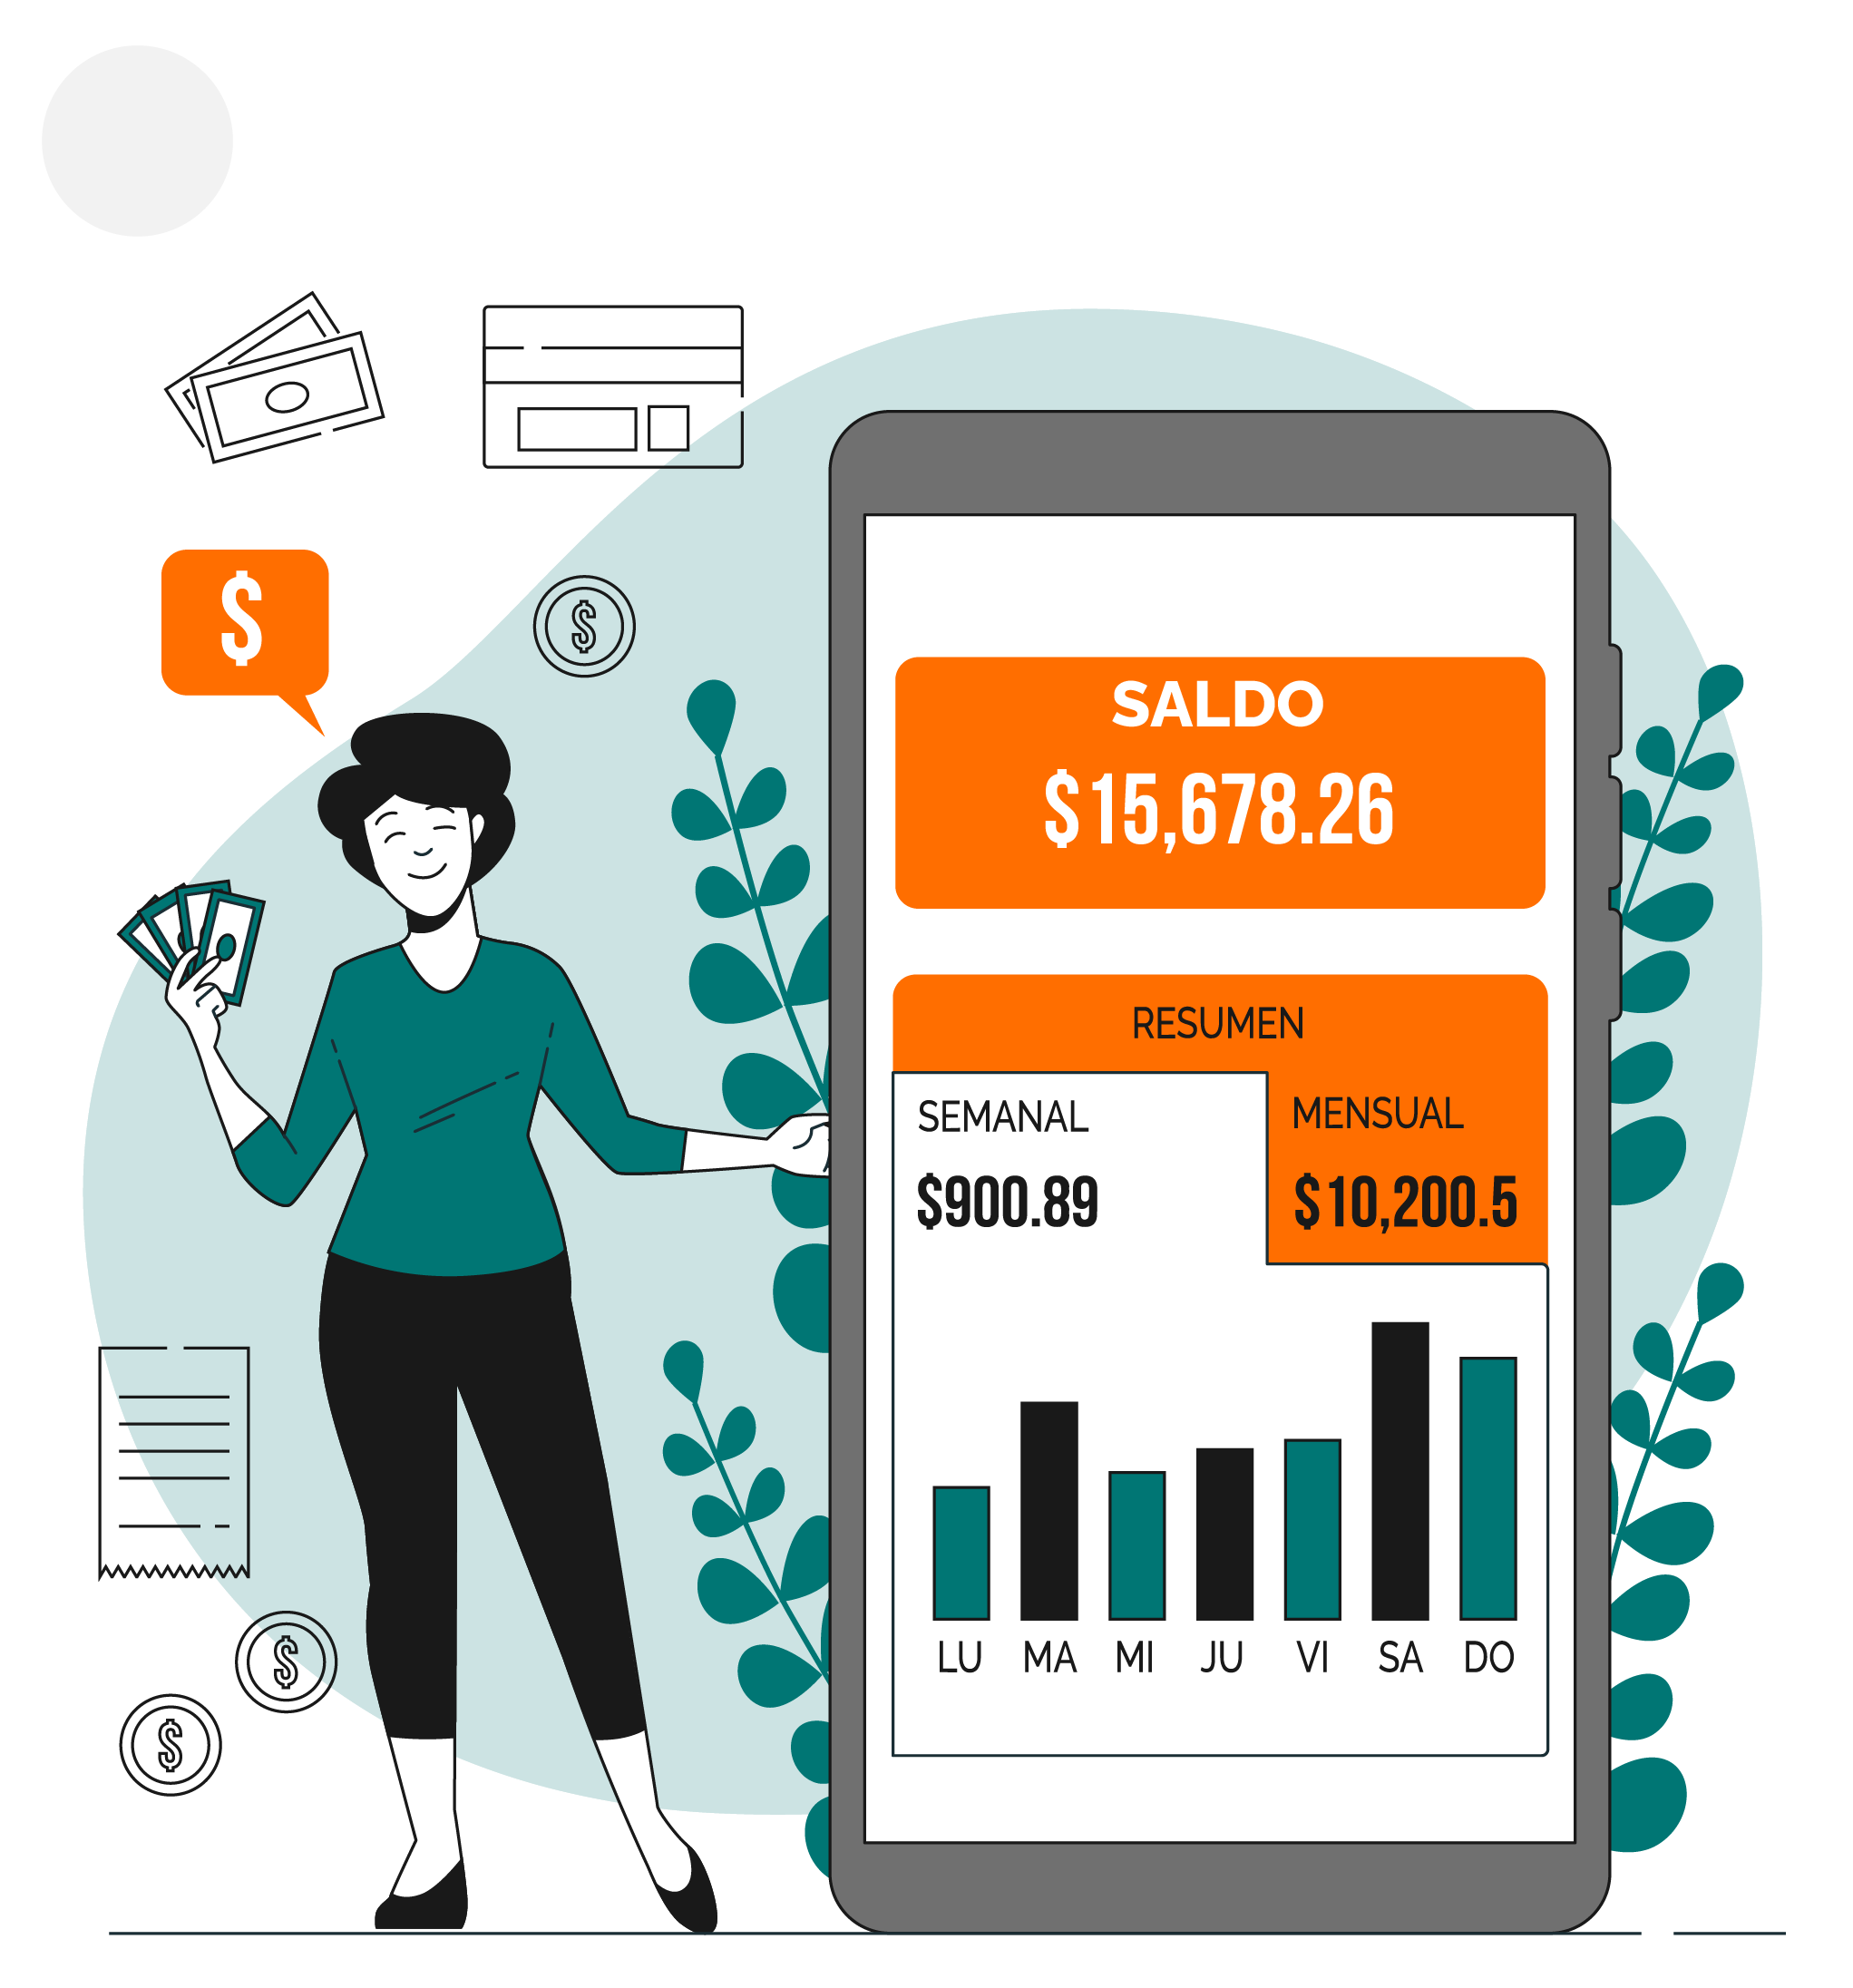 $
$
SALDO
$15,678.26
RESUMEN
SEMANAL
MENSUAL
$900.89
$10,200.5
LU MA MI JU VI SA DO
$
$